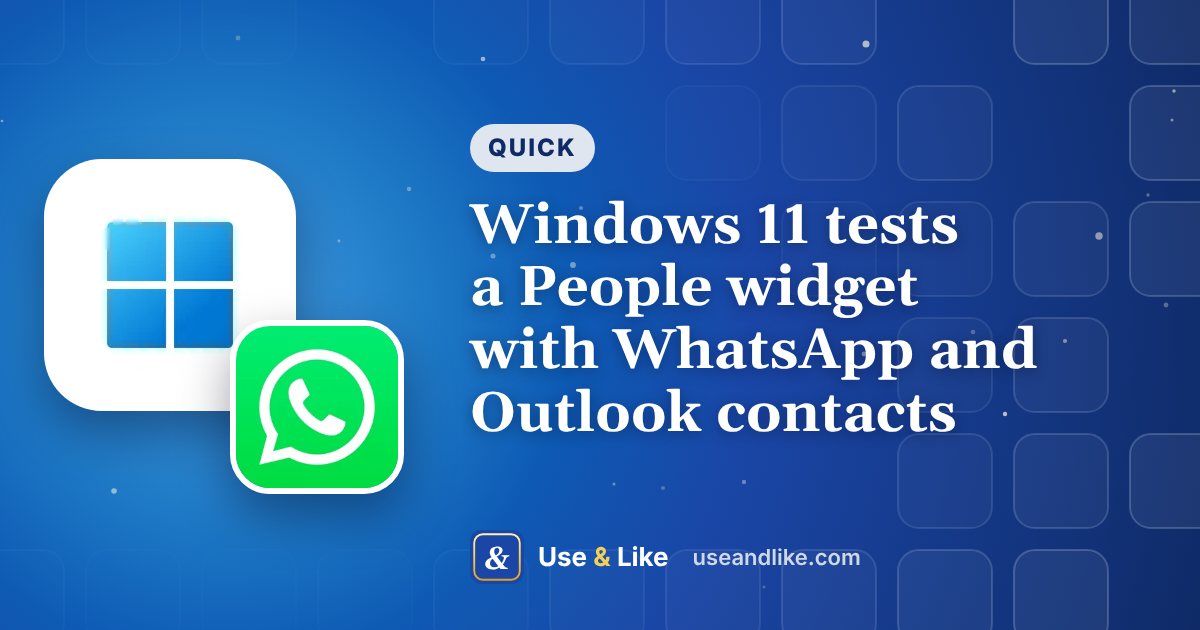 QUICK
Windows 11 tests
a People widget
with WhatsApp and
Outlook contacts
& Use & Like useandlike.com